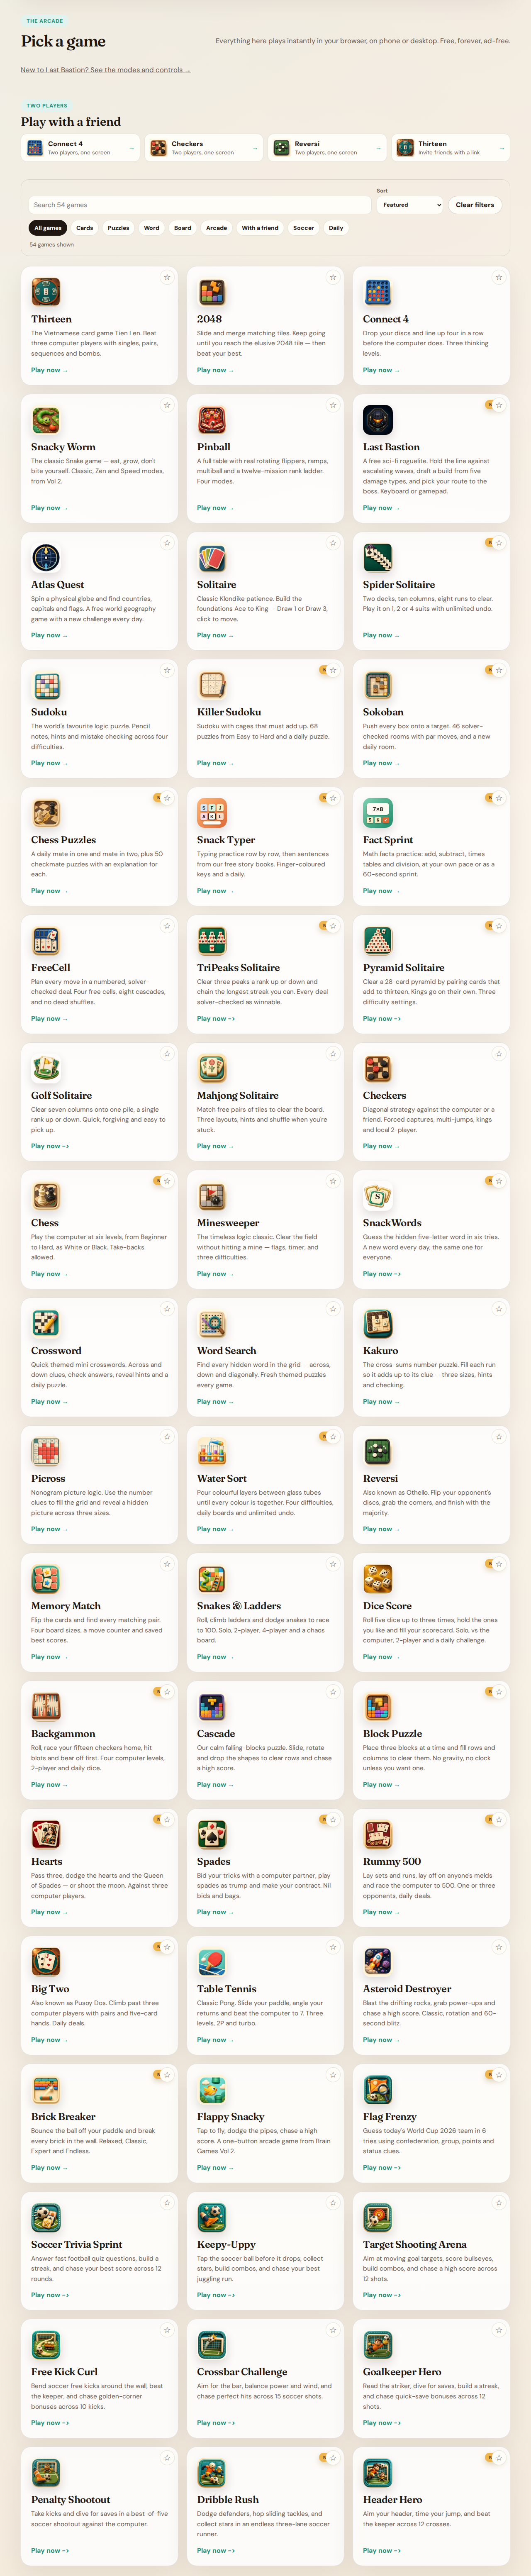 THE ARCADE
Pick a game
Everything here plays instantly in your browser, on phone or desktop. Free, forever, ad-free.
New to Last Bastion? See the modes and controls →
TWO PLAYERS
Play with a friend
Connect 4
Two players, one screen
→
Checkers
Two players, one screen
→
Reversi
Two players, one screen
→
Thirteen
Invite friends with a link
→
Sort
Search 54 games
Featured
Clear filters
All games
Cards
Puzzles
Word
Board
Arcade
With a friend
Soccer
Daily
54 games shown
Thirteen
The Vietnamese card game Tien Len. Beat
three computer players with singles, pairs,
sequences and bombs.
Play now →
2048
Slide and merge matching tiles. Keep going
until you reach the elusive 2048 tile — then
beat your best.
Play now →
Connect 4
Drop your discs and line up four in a row
before the computer does. Three thinking
levels.
Play now →
Snacky Worm
The classic Snake game — eat, grow, don't
bite yourself. Classic, Zen and Speed modes,
from Vol 2.
Play now →
Pinball
A full table with real rotating flippers, ramps,
multiball and a twelve-mission rank ladder.
Four modes.
Play now →
Last Bastion
A free sci-fi roguelite. Hold the line against
escalating waves, draft a build from five
damage types, and pick your route to the
boss. Keyboard or gamepad.
Play now →
Atlas Quest
Spin a physical globe and find countries,
capitals and flags. A free world geography
game with a new challenge every day.
Play now →
Solitaire
Classic Klondike patience. Build the
foundations Ace to King — Draw 1 or Draw 3,
click to move.
Play now →
Spider Solitaire
Two decks, ten columns, eight runs to clear.
Play it on 1, 2 or 4 suits with unlimited undo.
Play now →
Sudoku
The world's favourite logic puzzle. Pencil
notes, hints and mistake checking across four
difficulties.
Play now →
Killer Sudoku
Sudoku with cages that must add up. 68
puzzles from Easy to Hard and a daily puzzle.
Play now →
Sokoban
Push every box onto a target. 46 solver-
checked rooms with par moves, and a new
daily room.
Play now →
Chess Puzzles
A daily mate in one and mate in two, plus 50
checkmate puzzles with an explanation for
each.
Play now →
Snack Typer
Typing practice row by row, then sentences
from our free story books. Finger-coloured
keys and a daily.
Play now →
7×8
Fact Sprint
Math facts practice: add, subtract, times
tables and division, at your own pace or as a
60-second sprint.
Play now →
FreeCell
Plan every move in a numbered, solver-
checked deal. Four free cells, eight cascades,
and no dead shuffles.
Play now →
TriPeaks Solitaire
Clear three peaks a rank up or down and
chain the longest streak you can. Every deal
solver-checked as winnable.
Play now ->
Pyramid Solitaire
Clear a 28-card pyramid by pairing cards that
add to thirteen. Kings go on their own. Three
difficulty settings.
Play now ->
Golf Solitaire
Clear seven columns onto one pile, a single
rank up or down. Quick, forgiving and easy to
pick up.
Play now ->
Mahjong Solitaire
Match free pairs of tiles to clear the board.
Three layouts, hints and shuffle when you're
stuck.
Play now →
Checkers
Diagonal strategy against the computer or a
friend. Forced captures, multi-jumps, kings
and local 2-player.
Play now →
Chess
Play the computer at six levels, from Beginner
to Hard, as White or Black. Take-backs
allowed.
Play now →
Minesweeper
The timeless logic classic. Clear the field
without hitting a mine — flags, timer, and
three difficulties.
Play now →
S
SnackWords
Guess the hidden five-letter word in six tries.
A new word every day, the same one for
everyone.
Play now ->
Crossword
Quick themed mini crosswords. Across and
down clues, check answers, reveal hints and a
daily puzzle.
Play now →
Word Search
Find every hidden word in the grid — across,
down and diagonally. Fresh themed puzzles
every game.
Play now →
Kakuro
The cross-sums number puzzle. Fill each run
so it adds up to its clue — three sizes, hints
and checking.
Play now →
Picross
Nonogram picture logic. Use the number
clues to fill the grid and reveal a hidden
picture across three sizes.
Play now →
Water Sort
Pour colourful layers between glass tubes
until every colour is together. Four difficulties,
daily boards and unlimited undo.
Play now →
Reversi
Also known as Othello. Flip your opponent's
discs, grab the corners, and finish with the
majority.
Play now →
Memory Match
Flip the cards and find every matching pair.
Four board sizes, a move counter and saved
best scores.
Play now →
Snakes & Ladders
Roll, climb ladders and dodge snakes to race
to 100. Solo, 2-player, 4-player and a chaos
board.
Play now →
Dice Score
Roll five dice up to three times, hold the ones
you like and fill your scorecard. Solo, vs the
computer, 2-player and a daily challenge.
Play now →
Backgammon
Roll, race your fifteen checkers home, hit
blots and bear off first. Four computer levels,
2-player and daily dice.
Play now →
Cascade
Our calm falling-blocks puzzle. Slide, rotate
and drop the shapes to clear rows and chase
a high score.
Play now →
Block Puzzle
Place three blocks at a time and fill rows and
columns to clear them. No gravity, no clock
unless you want one.
Play now →
Hearts
Pass three, dodge the hearts and the Queen
of Spades — or shoot the moon. Against three
computer players.
Play now →
Spades
Bid your tricks with a computer partner, play
spades as trump and make your contract. Nil
bids and bags.
Play now →
Rummy 500
Lay sets and runs, lay off on anyone's melds
and race the computer to 500. One or three
opponents, daily deals.
Play now →
Big Two
Also known as Pusoy Dos. Climb past three
computer players with pairs and five-card
hands. Daily deals.
Play now →
Table Tennis
Classic Pong. Slide your paddle, angle your
returns and beat the computer to 7. Three
levels, 2P and turbo.
Play now →
Asteroid Destroyer
Blast the drifting rocks, grab power-ups and
chase a high score. Classic, rotation and 60-
second blitz.
Play now →
Brick Breaker
Bounce the ball off your paddle and break
every brick in the wall. Relaxed, Classic,
Expert and Endless.
Play now →
Flappy Snacky
Tap to fly, dodge the pipes, chase a high
score. A one-button arcade game from Brain
Games Vol 2.
Play now →
Flag Frenzy
Guess today's World Cup 2026 team in 6
tries using confederation, group, points and
status clues.
Play now ->
Soccer Trivia Sprint
Answer fast football quiz questions, build a
streak, and chase your best score across 12
rounds.
Play now ->
Keepy-Uppy
Tap the soccer ball before it drops, collect
stars, build combos, and chase your best
juggling run.
Play now ->
Target Shooting Arena
Aim at moving goal targets, score bullseyes,
build combos, and chase a high score across
12 shots.
Play now ->
Free Kick Curl
Bend soccer free kicks around the wall, beat
the keeper, and chase golden-corner
bonuses across 10 kicks.
Play now ->
Crossbar Challenge
Aim for the bar, balance power and wind, and
chase perfect hits across 15 soccer shots.
Play now ->
Goalkeeper Hero
Read the striker, dive for saves, build a streak,
and chase quick-save bonuses across 12
shots.
Play now ->
Penalty Shootout
Take kicks and dive for saves in a best-of-five
soccer shootout against the computer.
Play now ->
Dribble Rush
Dodge defenders, hop sliding tackles, and
collect stars in an endless three-lane soccer
runner.
Play now ->
Header Hero
Aim your header, time your jump, and beat
the keeper across 12 crosses.
Play now ->